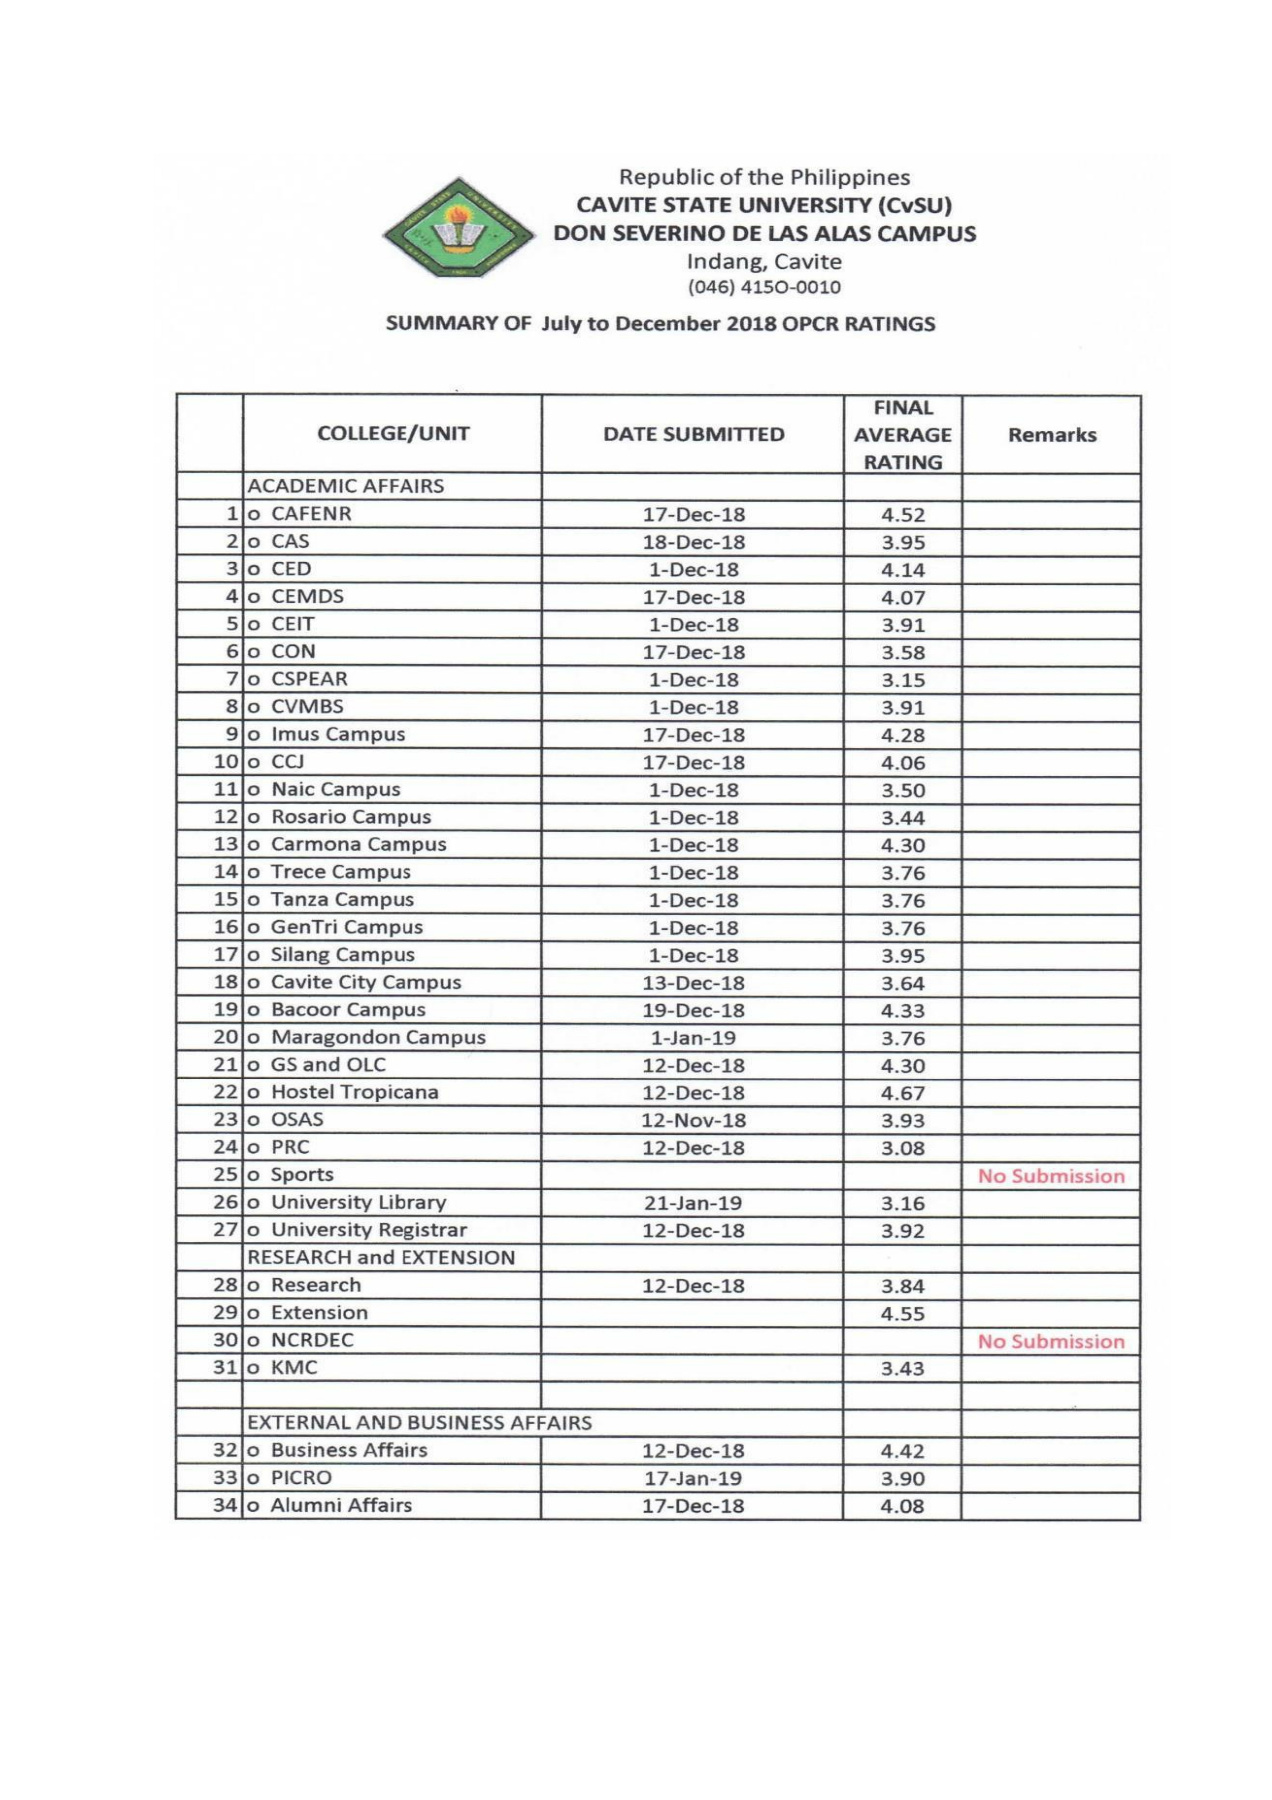 Republic of the Philippines
CAVITE STATE UNIVERSITY (CvSU)
DON SEVERINO DE LAS ALAS CAMPUS
Indang, Cavite
(046) 415O-0010
SUMMARY OF July to December 2018 OPCR RATINGS
COLLEGE/UNIT DATE SUBMITTED FINAL AVERAGE RATING Remarks
ACADEMIC AFFAIRS
1 o CAFENR 17-Dec-18 4.52
2 o CAS 18-Dec-18 3.95
3 o CED 1-Dec-18 4.14
4 o CEMDS 17-Dec-18 4.07
5 o CEIT 1-Dec-18 3.91
6 o CON 17-Dec-18 3.58
7 o CSPEAR 1-Dec-18 3.15
8 o CVMBS 1-Dec-18 3.91
9 o Imus Campus 17-Dec-18 4.28
10 o CCJ 17-Dec-18 4.06
11 o Naic Campus 1-Dec-18 3.50
12 o Rosario Campus 1-Dec-18 3.44
13 o Carmona Campus 1-Dec-18 4.30
14 o Trece Campus 1-Dec-18 3.76
15 o Tanza Campus 1-Dec-18 3.76
16 o GenTri Campus 1-Dec-18 3.76
17 o Silang Campus 1-Dec-18 3.95
18 o Cavite City Campus 13-Dec-18 3.64
19 o Bacoor Campus 19-Dec-18 4.33
20 o Maragondon Campus 1-Jan-19 3.76
21 o GS and OLC 12-Dec-18 4.30
22 o Hostel Tropicana 12-Dec-18 4.67
23 o OSAS 12-Nov-18 3.93
24 o PRC 12-Dec-18 3.08
25 o Sports No Submission
26 o University Library 21-Jan-19 3.16
27 o University Registrar 12-Dec-18 3.92
RESEARCH and EXTENSION
28 o Research 12-Dec-18 3.84
29 o Extension 4.55
30 o NCRDEC No Submission
31 o KMC 3.43
EXTERNAL AND BUSINESS AFFAIRS
32 o Business Affairs 12-Dec-18 4.42
33 o PICRO 17-Jan-19 3.90
34 o Alumni Affairs 17-Dec-18 4.08